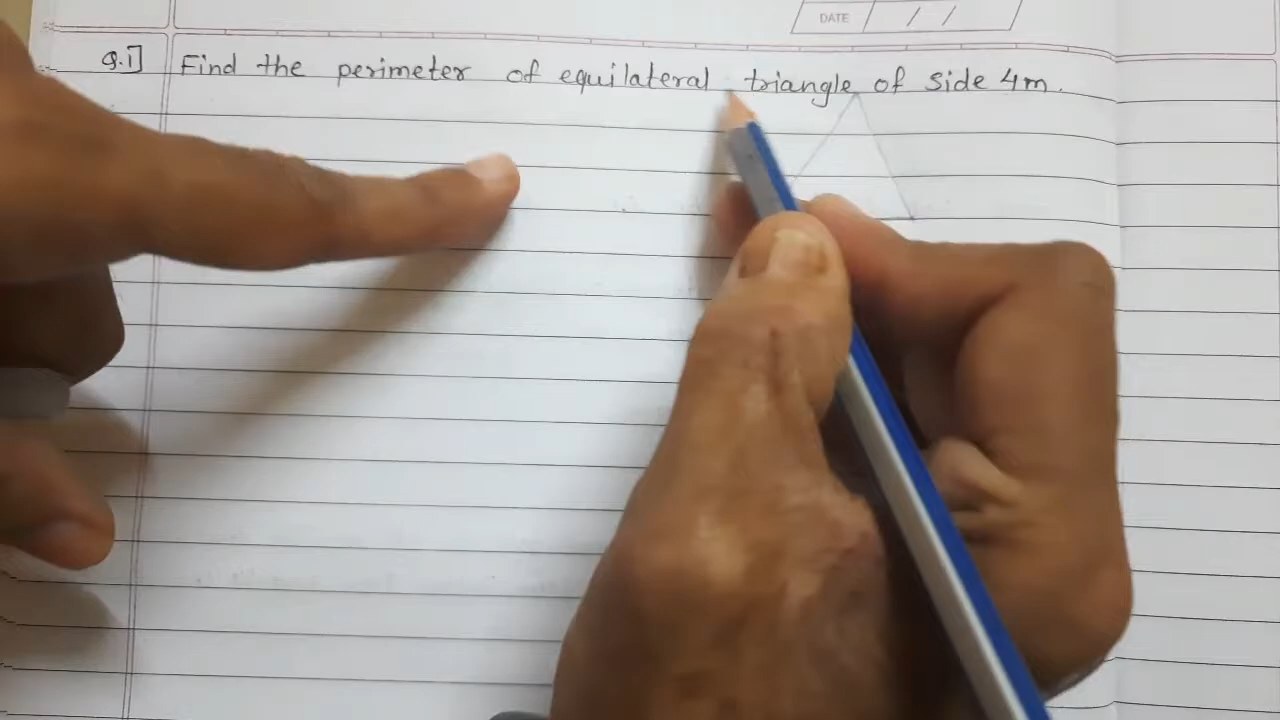 DATE / /
Q.1] Find the perimeter of equilateral triangle of side 4m.